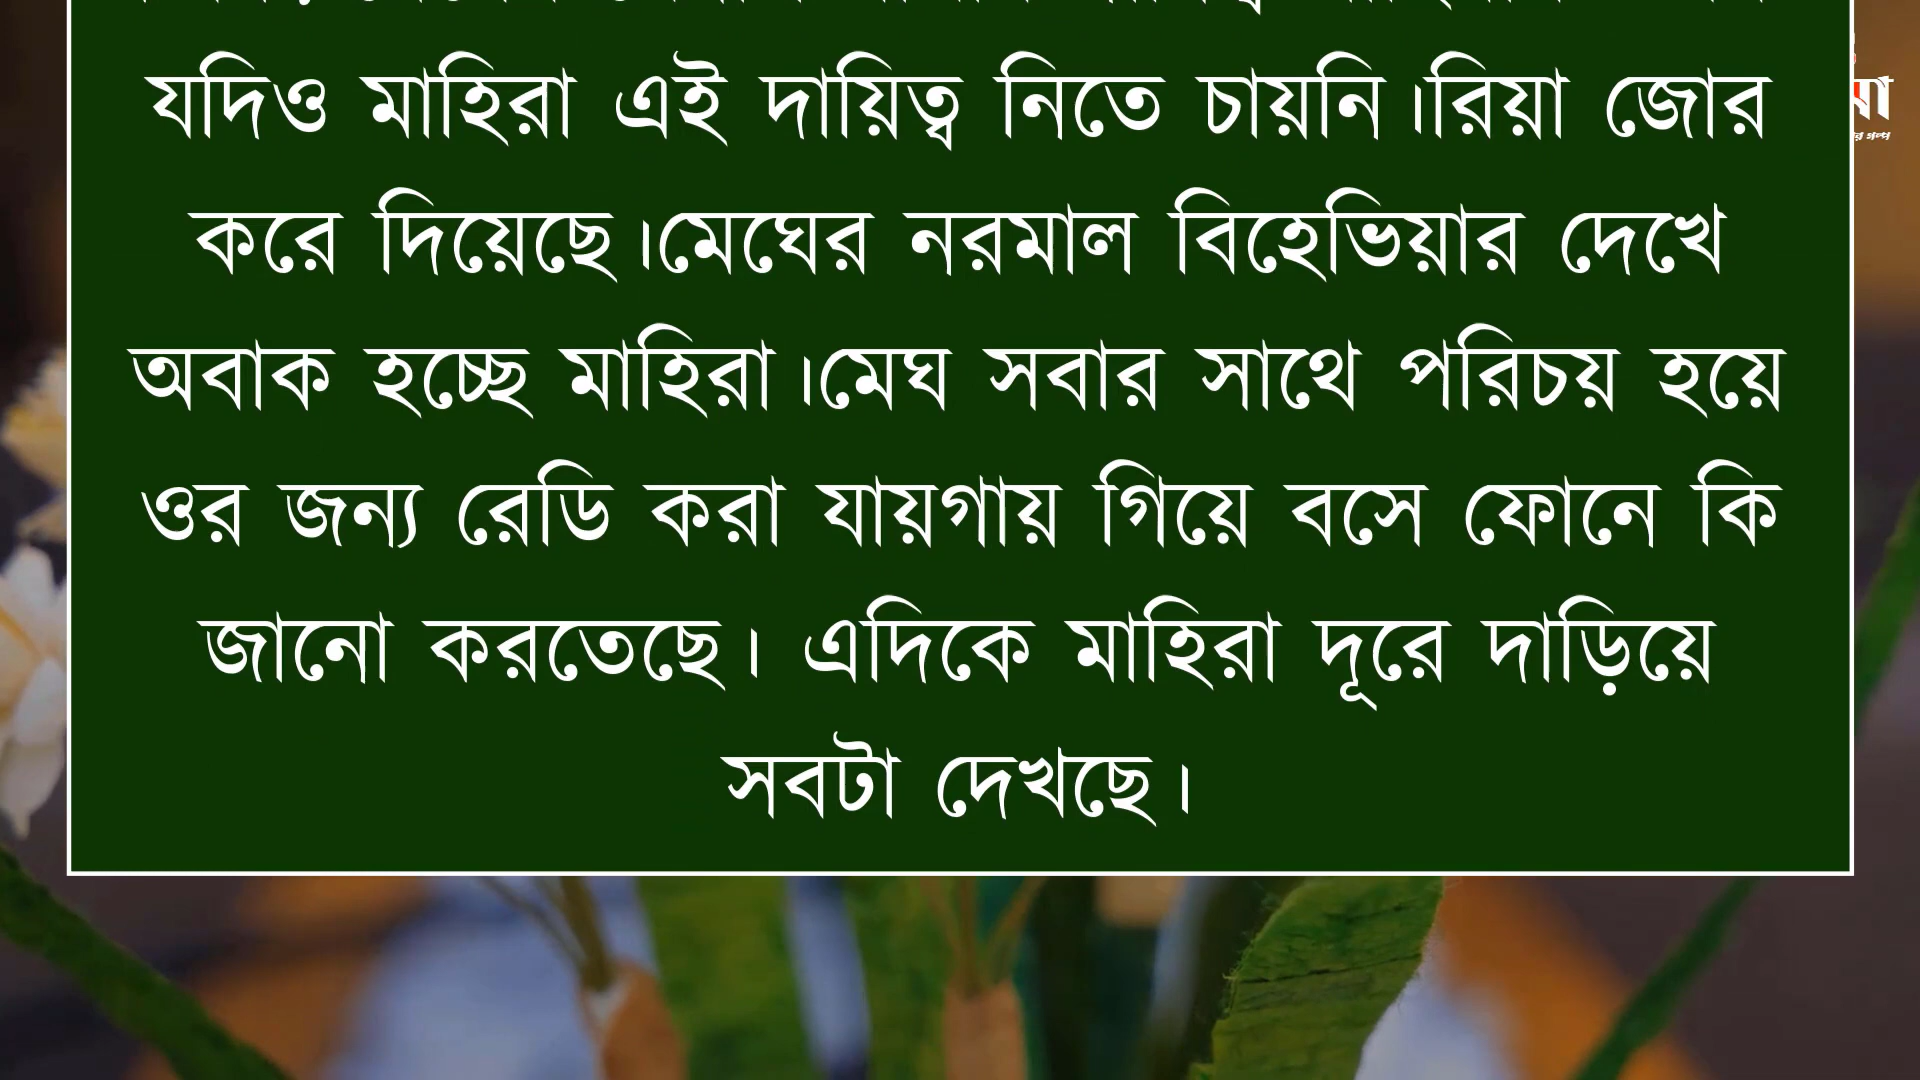 যদিও মাহিরা এই দায়িত্ব নিতে চায়নি।রিয়া জোর
করে দিয়েছে।মেঘের নরমাল বিহেভিয়ার দেখে
অবাক হচ্ছে মাহিরা।মেঘ সবার সাথে পরিচয় হয়ে
ওর জন্য রেডি করা যায়গায় গিয়ে বসে ফোনে কি
জানো করতেছে। এদিকে মাহিরা দূরে দাড়িয়ে
সবটা দেখছে।